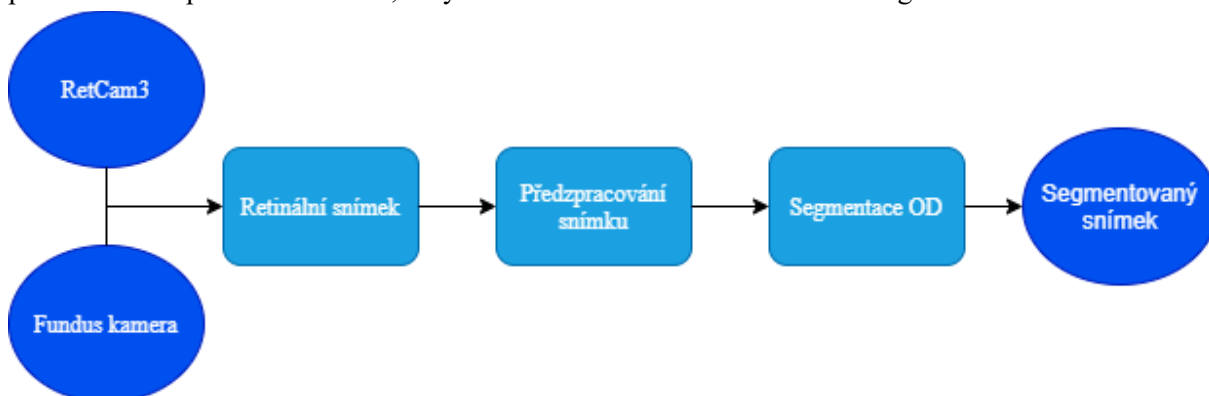 RetCam3
Retinální snímek
Předzpracování
snímku
Segmentace OD
Segmentovaný
snímek
Fundus kamera